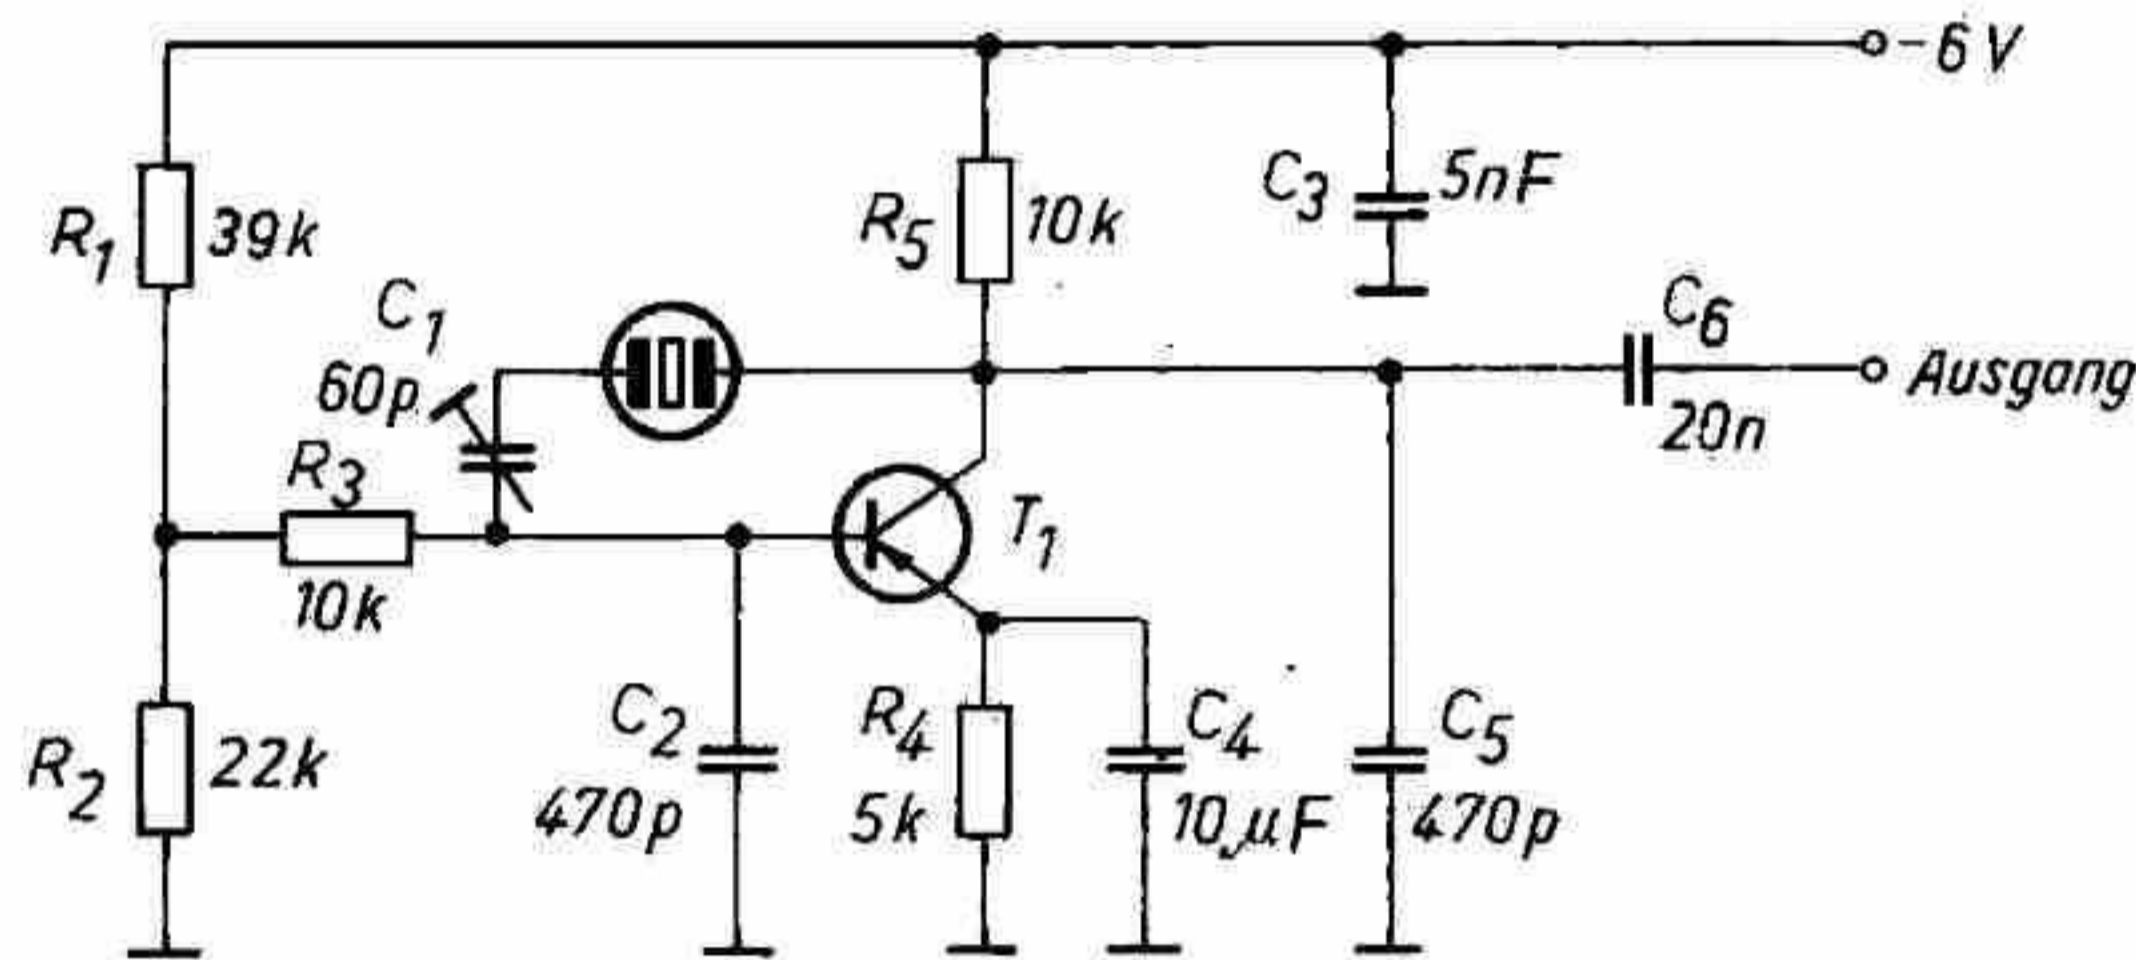 -6V
R1 39k
R5 10k
C3 5nF
C1
60p
C6
20n
Ausgang
R3
10k
T1
R2 22k
C2
470p
R4
5k
C4
10µF
C5
470p